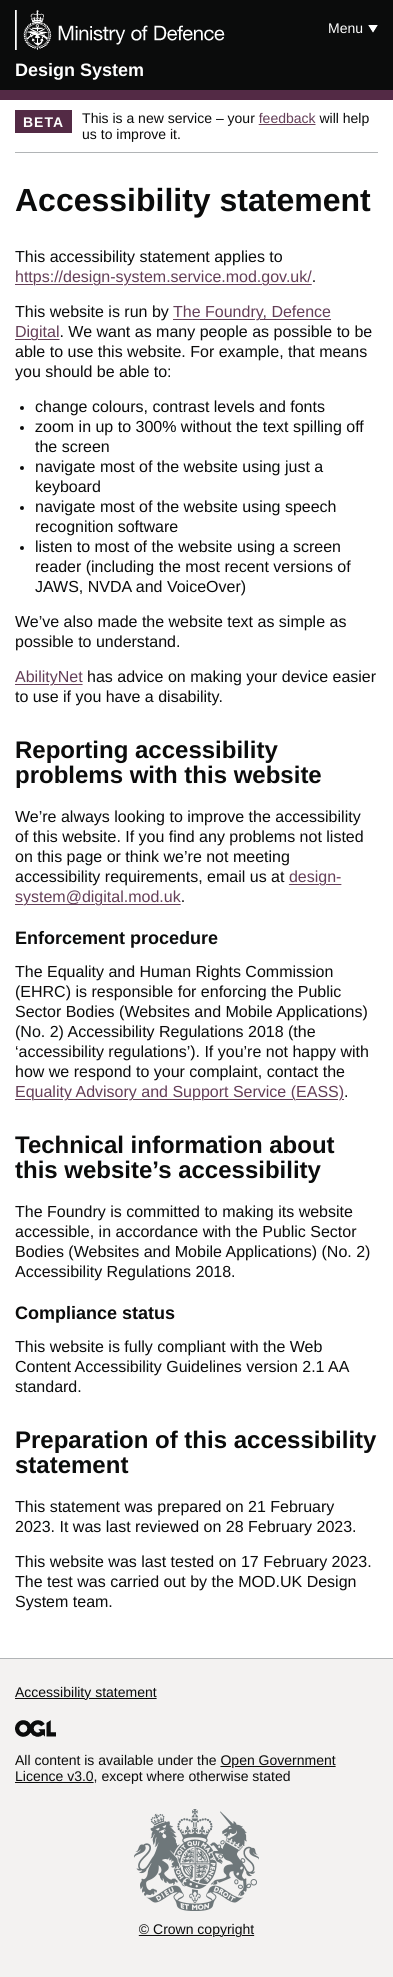 Ministry of Defence
Menu ▼
Design System
BETA
This is a new service – your feedback will help
us to improve it.
Accessibility statement
This accessibility statement applies to
https://design-system.service.mod.gov.uk/.
This website is run by The Foundry, Defence
Digital. We want as many people as possible to be
able to use this website. For example, that means
you should be able to:
• change colours, contrast levels and fonts
• zoom in up to 300% without the text spilling off
the screen
• navigate most of the website using just a
keyboard
• navigate most of the website using speech
recognition software
• listen to most of the website using a screen
reader (including the most recent versions of
JAWS, NVDA and VoiceOver)
We’ve also made the website text as simple as
possible to understand.
AbilityNet has advice on making your device easier
to use if you have a disability.
Reporting accessibility
problems with this website
We’re always looking to improve the accessibility
of this website. If you find any problems not listed
on this page or think we’re not meeting
accessibility requirements, email us at design-
system@digital.mod.uk.
Enforcement procedure
The Equality and Human Rights Commission
(EHRC) is responsible for enforcing the Public
Sector Bodies (Websites and Mobile Applications)
(No. 2) Accessibility Regulations 2018 (the
‘accessibility regulations’). If you’re not happy with
how we respond to your complaint, contact the
Equality Advisory and Support Service (EASS).
Technical information about
this website’s accessibility
The Foundry is committed to making its website
accessible, in accordance with the Public Sector
Bodies (Websites and Mobile Applications) (No. 2)
Accessibility Regulations 2018.
Compliance status
This website is fully compliant with the Web
Content Accessibility Guidelines version 2.1 AA
standard.
Preparation of this accessibility
statement
This statement was prepared on 21 February
2023. It was last reviewed on 28 February 2023.
This website was last tested on 17 February 2023.
The test was carried out by the MOD.UK Design
System team.
Accessibility statement
OGL
All content is available under the Open Government
Licence v3.0, except where otherwise stated
DIEU ET MON DROIT
© Crown copyright